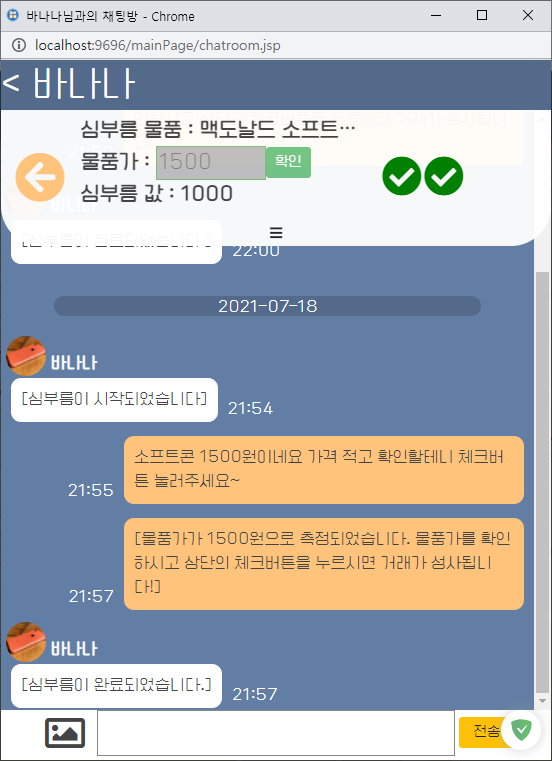 바나나님과의 채팅방 - Chrome
localhost:9696/mainPage/chatroom.jsp
< 바나나
심부름 물품 : 맥도날드 소프트…
물품가 : 1500 확인
심부름 값 : 1000
22:00
2021-07-18
바나나
[심부름이 시작되었습니다]
21:54
소프트콘 1500원이네요 가격 적고 확인할테니 체크버
튼 눌러주세요~
21:55
[물품가가 1500원으로 측정되었습니다. 물품가를 확인
하시고 상단의 체크버튼을 누르시면 거래가 성사됩니
다!]
21:57
바나나
[심부름이 완료되었습니다.]
21:57
전송